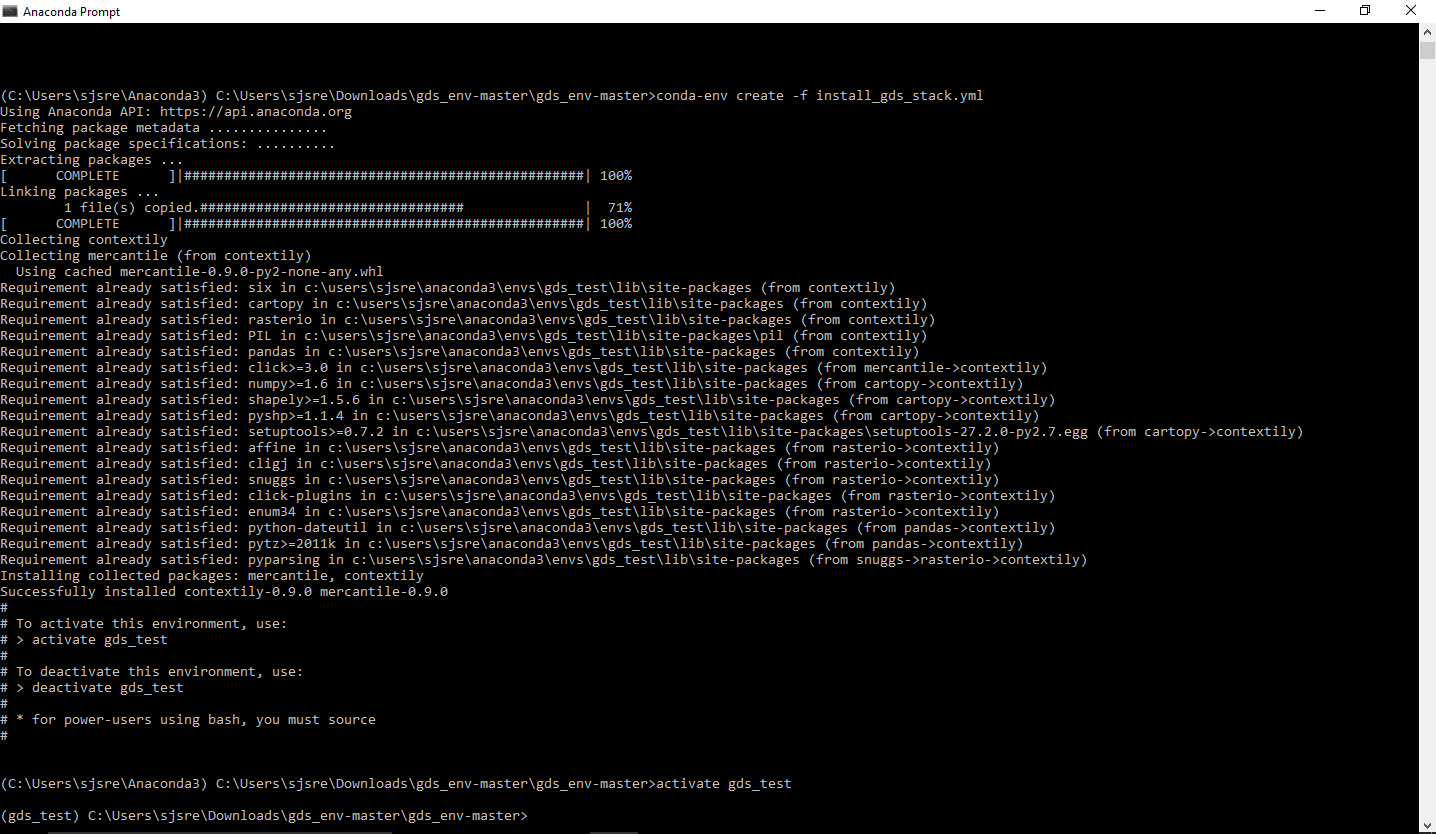 Anaconda Prompt
(C:\Users\sjsre\Anaconda3) C:\Users\sjsre\Downloads\gds_env-master\gds_env-master>conda-env create -f install_gds_stack.yml
Using Anaconda API: https://api.anaconda.org
Fetching package metadata ...............
Solving package specifications: ..........
Extracting packages ...
[      COMPLETE      ]|##################################################| 100%
Linking packages ...
        1 file(s) copied.#################################               |  71%
[      COMPLETE      ]|##################################################| 100%
Collecting contextily
Collecting mercantile (from contextily)
  Using cached mercantile-0.9.0-py2-none-any.whl
Requirement already satisfied: six in c:\users\sjsre\anaconda3\envs\gds_test\lib\site-packages (from contextily)
Requirement already satisfied: cartopy in c:\users\sjsre\anaconda3\envs\gds_test\lib\site-packages (from contextily)
Requirement already satisfied: rasterio in c:\users\sjsre\anaconda3\envs\gds_test\lib\site-packages (from contextily)
Requirement already satisfied: PIL in c:\users\sjsre\anaconda3\envs\gds_test\lib\site-packages\pil (from contextily)
Requirement already satisfied: pandas in c:\users\sjsre\anaconda3\envs\gds_test\lib\site-packages (from contextily)
Requirement already satisfied: click>=3.0 in c:\users\sjsre\anaconda3\envs\gds_test\lib\site-packages (from mercantile->contextily)
Requirement already satisfied: numpy>=1.6 in c:\users\sjsre\anaconda3\envs\gds_test\lib\site-packages (from cartopy->contextily)
Requirement already satisfied: shapely>=1.5.6 in c:\users\sjsre\anaconda3\envs\gds_test\lib\site-packages (from cartopy->contextily)
Requirement already satisfied: pyshp>=1.1.4 in c:\users\sjsre\anaconda3\envs\gds_test\lib\site-packages (from cartopy->contextily)
Requirement already satisfied: setuptools>=0.7.2 in c:\users\sjsre\anaconda3\envs\gds_test\lib\site-packages\setuptools-27.2.0-py2.7.egg (from cartopy->contextily)
Requirement already satisfied: affine in c:\users\sjsre\anaconda3\envs\gds_test\lib\site-packages (from rasterio->contextily)
Requirement already satisfied: cligj in c:\users\sjsre\anaconda3\envs\gds_test\lib\site-packages (from rasterio->contextily)
Requirement already satisfied: snuggs in c:\users\sjsre\anaconda3\envs\gds_test\lib\site-packages (from rasterio->contextily)
Requirement already satisfied: click-plugins in c:\users\sjsre\anaconda3\envs\gds_test\lib\site-packages (from rasterio->contextily)
Requirement already satisfied: enum34 in c:\users\sjsre\anaconda3\envs\gds_test\lib\site-packages (from rasterio->contextily)
Requirement already satisfied: python-dateutil in c:\users\sjsre\anaconda3\envs\gds_test\lib\site-packages (from pandas->contextily)
Requirement already satisfied: pytz>=2011k in c:\users\sjsre\anaconda3\envs\gds_test\lib\site-packages (from pandas->contextily)
Requirement already satisfied: pyparsing in c:\users\sjsre\anaconda3\envs\gds_test\lib\site-packages (from snuggs->rasterio->contextily)
Installing collected packages: mercantile, contextily
Successfully installed contextily-0.9.0 mercantile-0.9.0
#
# To activate this environment, use:
# > activate gds_test
#
# To deactivate this environment, use:
# > deactivate gds_test
#
# * for power-users using bash, you must source
#
(C:\Users\sjsre\Anaconda3) C:\Users\sjsre\Downloads\gds_env-master\gds_env-master>activate gds_test
(gds_test) C:\Users\sjsre\Downloads\gds_env-master\gds_env-master>